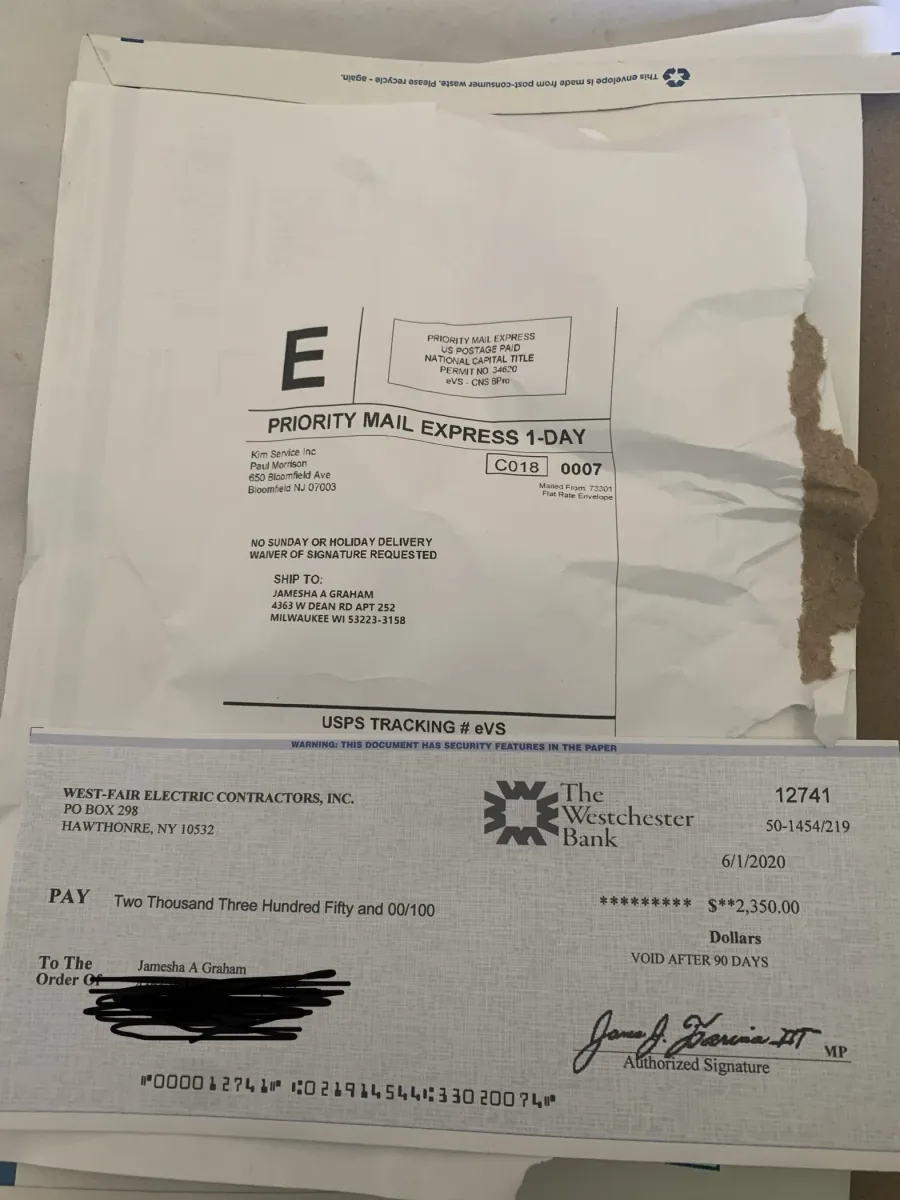 This envelope is made from post-consumer waste. Please recycle - again.
E
PRIORITY MAIL EXPRESS
US POSTAGE PAID
NATIONAL CAPITAL TITLE
PERMIT NO 34620
eVS - CNS BPro
PRIORITY MAIL EXPRESS 1-DAY
Kim Service Inc
Paul Morrison
650 Bloomfield Ave
Bloomfield NJ 07003
C018 0007
Mailed From 73301
Flat Rate Envelope
NO SUNDAY OR HOLIDAY DELIVERY
WAIVER OF SIGNATURE REQUESTED
SHIP TO:
JAMESHA A GRAHAM
4363 W DEAN RD APT 252
MILWAUKEE WI 53223-3158
USPS TRACKING # eVS
WARNING: THIS DOCUMENT HAS SECURITY FEATURES IN THE PAPER
WEST-FAIR ELECTRIC CONTRACTORS, INC.
PO BOX 298
HAWTHONRE, NY 10532
The
Westchester
Bank
12741
50-1454/219
6/1/2020
PAY Two Thousand Three Hundred Fifty and 00/100
********* $**2,350.00
Dollars
VOID AFTER 90 DAYS
To The
Order Of
Jamesha A Graham
James J. III
MP
Authorized Signature
⑈000012741⑈ ⑆021914544⑆33020074⑈